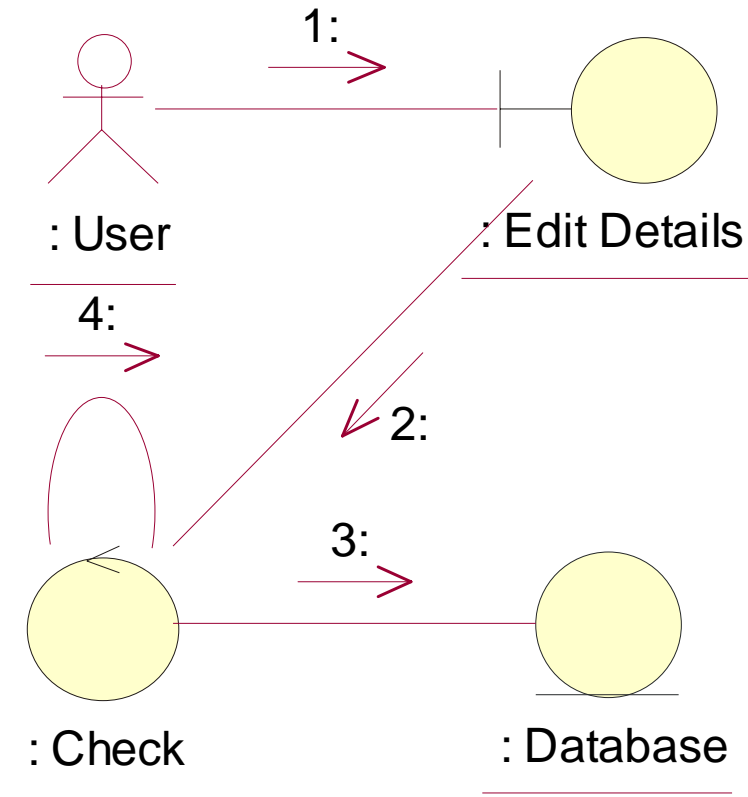 1:
: User
: Edit Details
4:
2:
3:
: Check
: Database